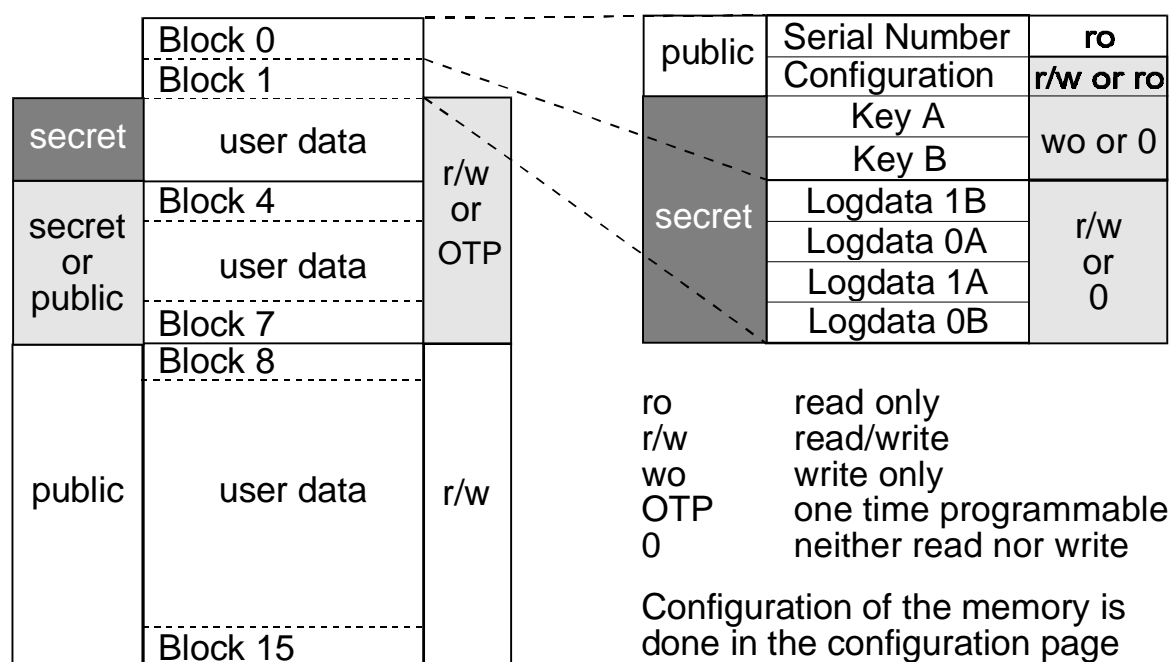 Block 0
Block 1
secret
user data
r/w
or
OTP
Block 4
secret
or
public
user data
Block 7
Block 8
public
user data
r/w
Block 15
public
Serial Number
ro
Configuration
r/w or ro
secret
Key A
Key B
wo or 0
Logdata 1B
Logdata 0A
Logdata 1A
Logdata 0B
r/w
or
0
ro read only
r/w read/write
wo write only
OTP one time programmable
0 neither read nor write
Configuration of the memory is
done in the configuration page